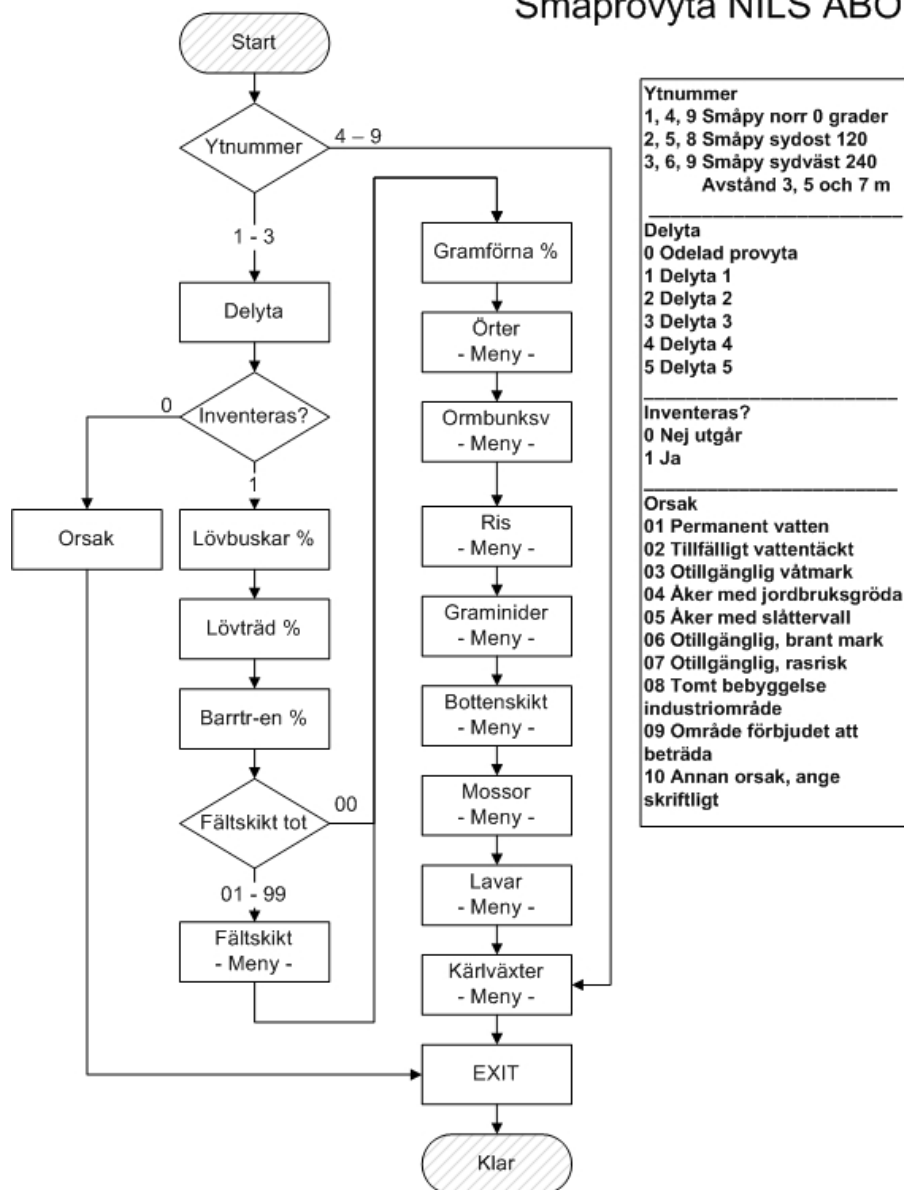 Småprovyta NILS ÄBO
Start
Ytnummer
4 – 9
1 - 3
Delyta
Inventeras?
0
1
Orsak
Lövbuskar %
Lövträd %
Barrtr-en %
Fältskikt tot
00
01 - 99
Fältskikt
- Meny -
Gramförna %
Örter
- Meny -
Ormbunksv
- Meny -
Ris
- Meny -
Graminider
- Meny -
Bottenskikt
- Meny -
Mossor
- Meny -
Lavar
- Meny -
Kärlväxter
- Meny -
EXIT
Klar
Ytnummer
1, 4, 9 Småpy norr 0 grader
2, 5, 8 Småpy sydost 120
3, 6, 9 Småpy sydväst 240
Avstånd 3, 5 och 7 m
Delyta
0 Odelad provyta
1 Delyta 1
2 Delyta 2
3 Delyta 3
4 Delyta 4
5 Delyta 5
Inventeras?
0 Nej utgår
1 Ja
Orsak
01 Permanent vatten
02 Tillfälligt vattentäckt
03 Otillgänglig våtmark
04 Åker med jordbruksgröda
05 Åker med slåttervall
06 Otillgänglig, brant mark
07 Otillgänglig, rasrisk
08 Tomt bebyggelse
industriområde
09 Område förbjudet att
beträda
10 Annan orsak, ange
skriftligt